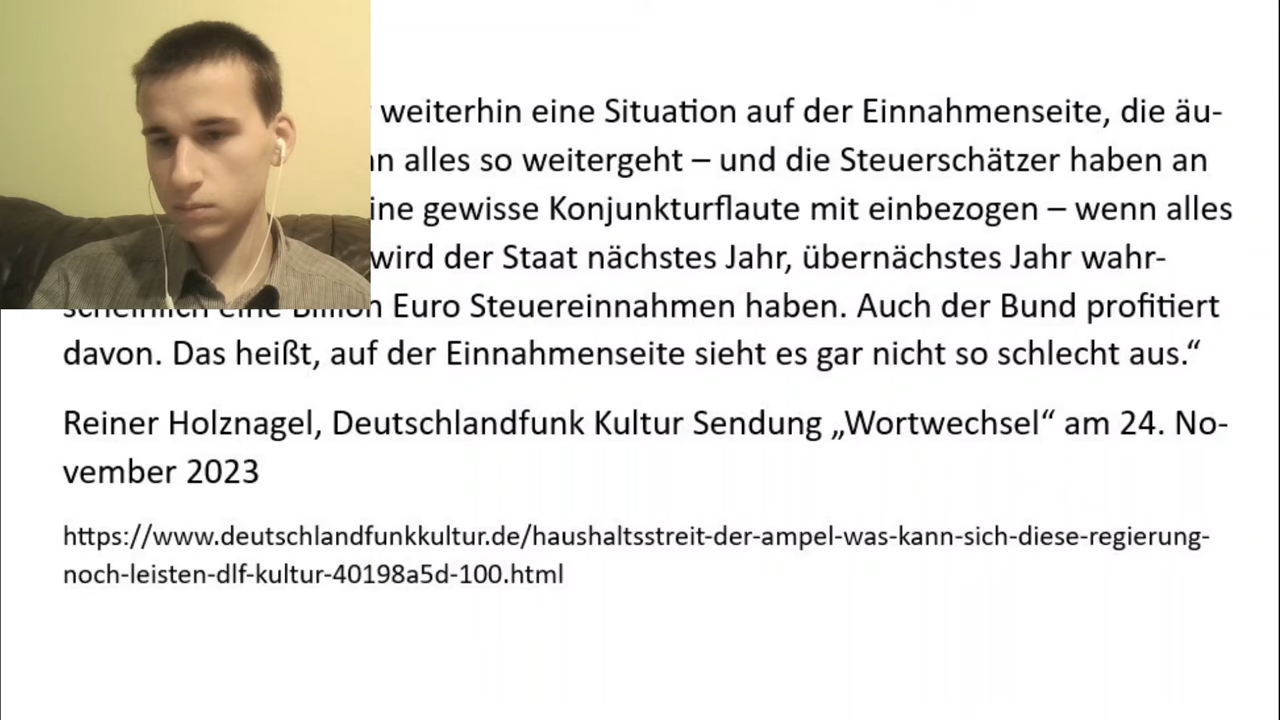 weiterhin eine Situation auf der Einnahmenseite, die äu-
alles so weitergeht – und die Steuerschätzer haben an
gewisse Konjunkturflaute mit einbezogen – wenn alles
wird der Staat nächstes Jahr, übernächstes Jahr wahr-
scheinlich eine Billion Euro Steuereinnahmen haben. Auch der Bund profitiert
davon. Das heißt, auf der Einnahmenseite sieht es gar nicht so schlecht aus.“
Reiner Holznagel, Deutschlandfunk Kultur Sendung „Wortwechsel“ am 24. No-
vember 2023
https://www.deutschlandfunkkultur.de/haushaltsstreit-der-ampel-was-kann-sich-diese-regierung-
noch-leisten-dlf-kultur-40198a5d-100.html